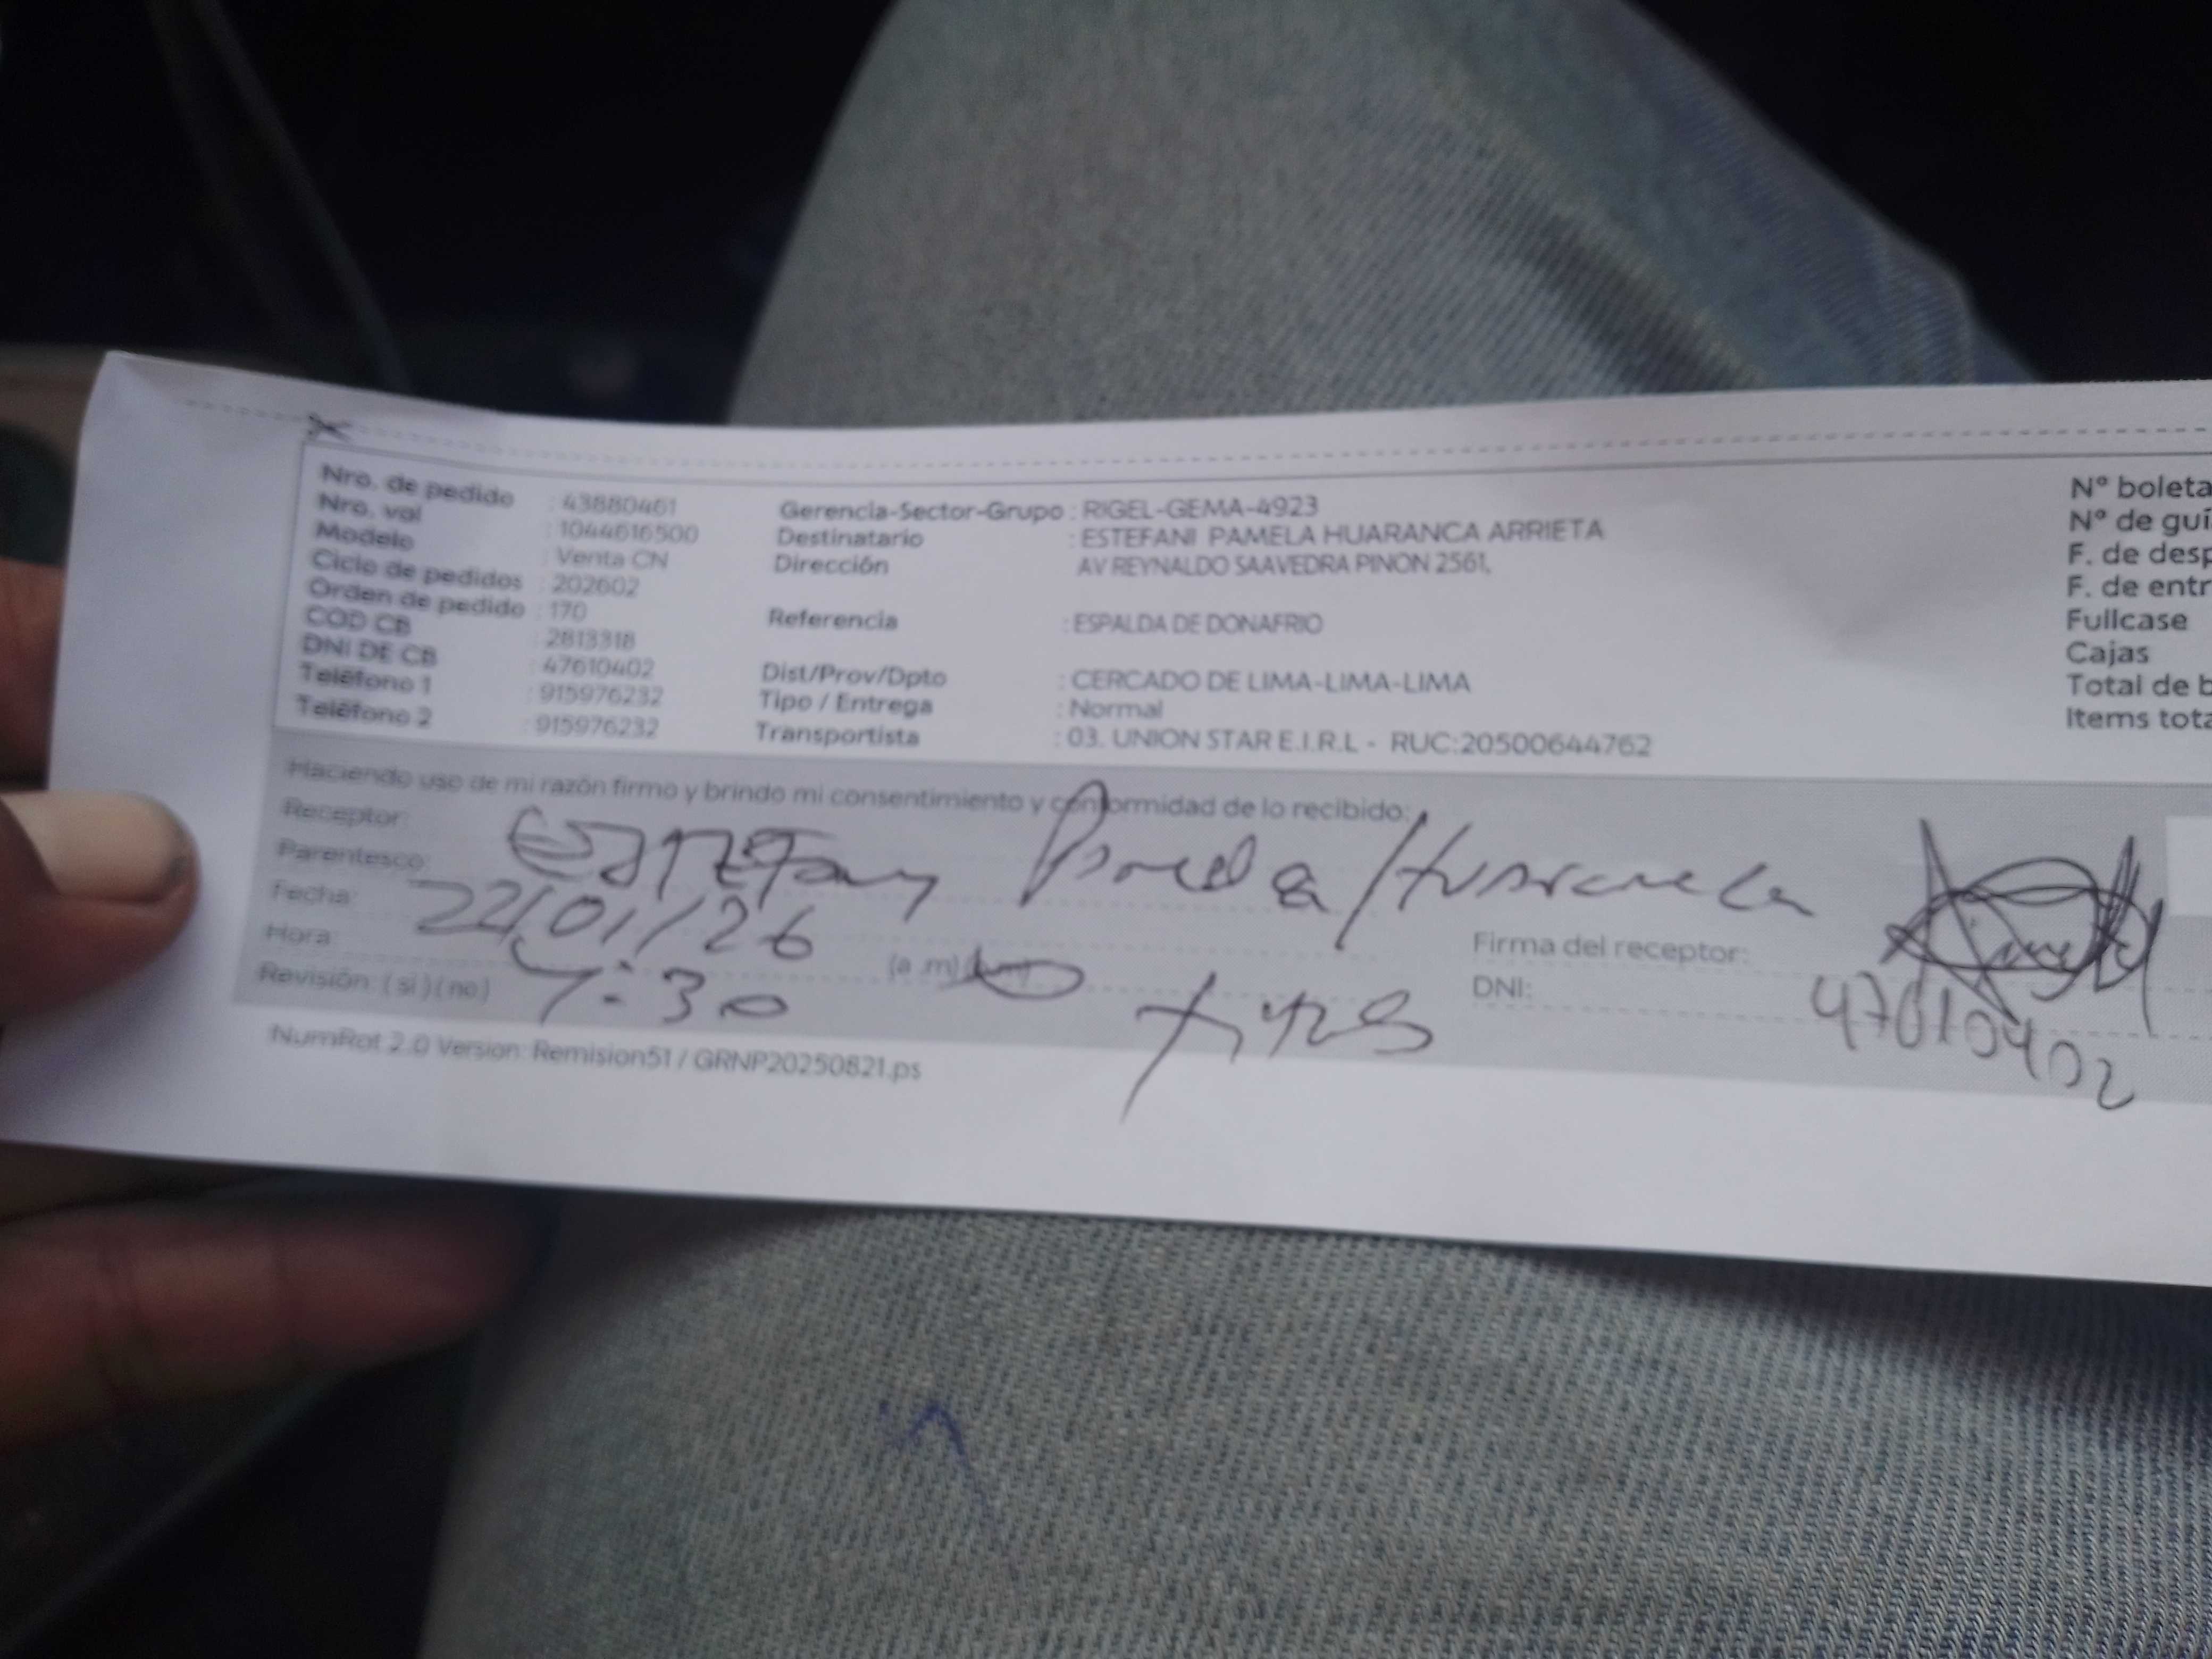 Nro. de pedido : 43880461
Nro. val : 1044616500
Modelo : Venta CN
Ciclo de pedidos : 202602
Orden de pedido : 170
COD CB : 2813318
DNI DE CB : 47610402
Teléfono 1 : 915976232
Teléfono 2 : 915976232
Gerencia-Sector-Grupo : RIGEL-GEMA-4923
Destinatario : ESTEFANI PAMELA HUARANCA ARRIETA
Dirección AV REYNALDO SAAVEDRA PINON 2561,
Referencia : ESPALDA DE DONAFRIO
Dist/Prov/Dpto : CERCADO DE LIMA-LIMA-LIMA
Tipo / Entrega : Normal
Transportista : 03. UNION STAR E.I.R.L - RUC:20500644762
N° boleta
N° de guí
F. de desp
F. de entr
Fullcase
Cajas
Total de b
Items tota
Haciendo uso de mi razón firmo y brindo mi consentimiento y conformidad de lo recibido:
Receptor:
Parentesco:
Fecha: 22/01/26
Hora: (a .m)
Revisión: ( si ) ( no )
Firma del receptor:
DNI: 47610402
NumRot 2.0 Version: Remision51 / GRNP20250821.ps